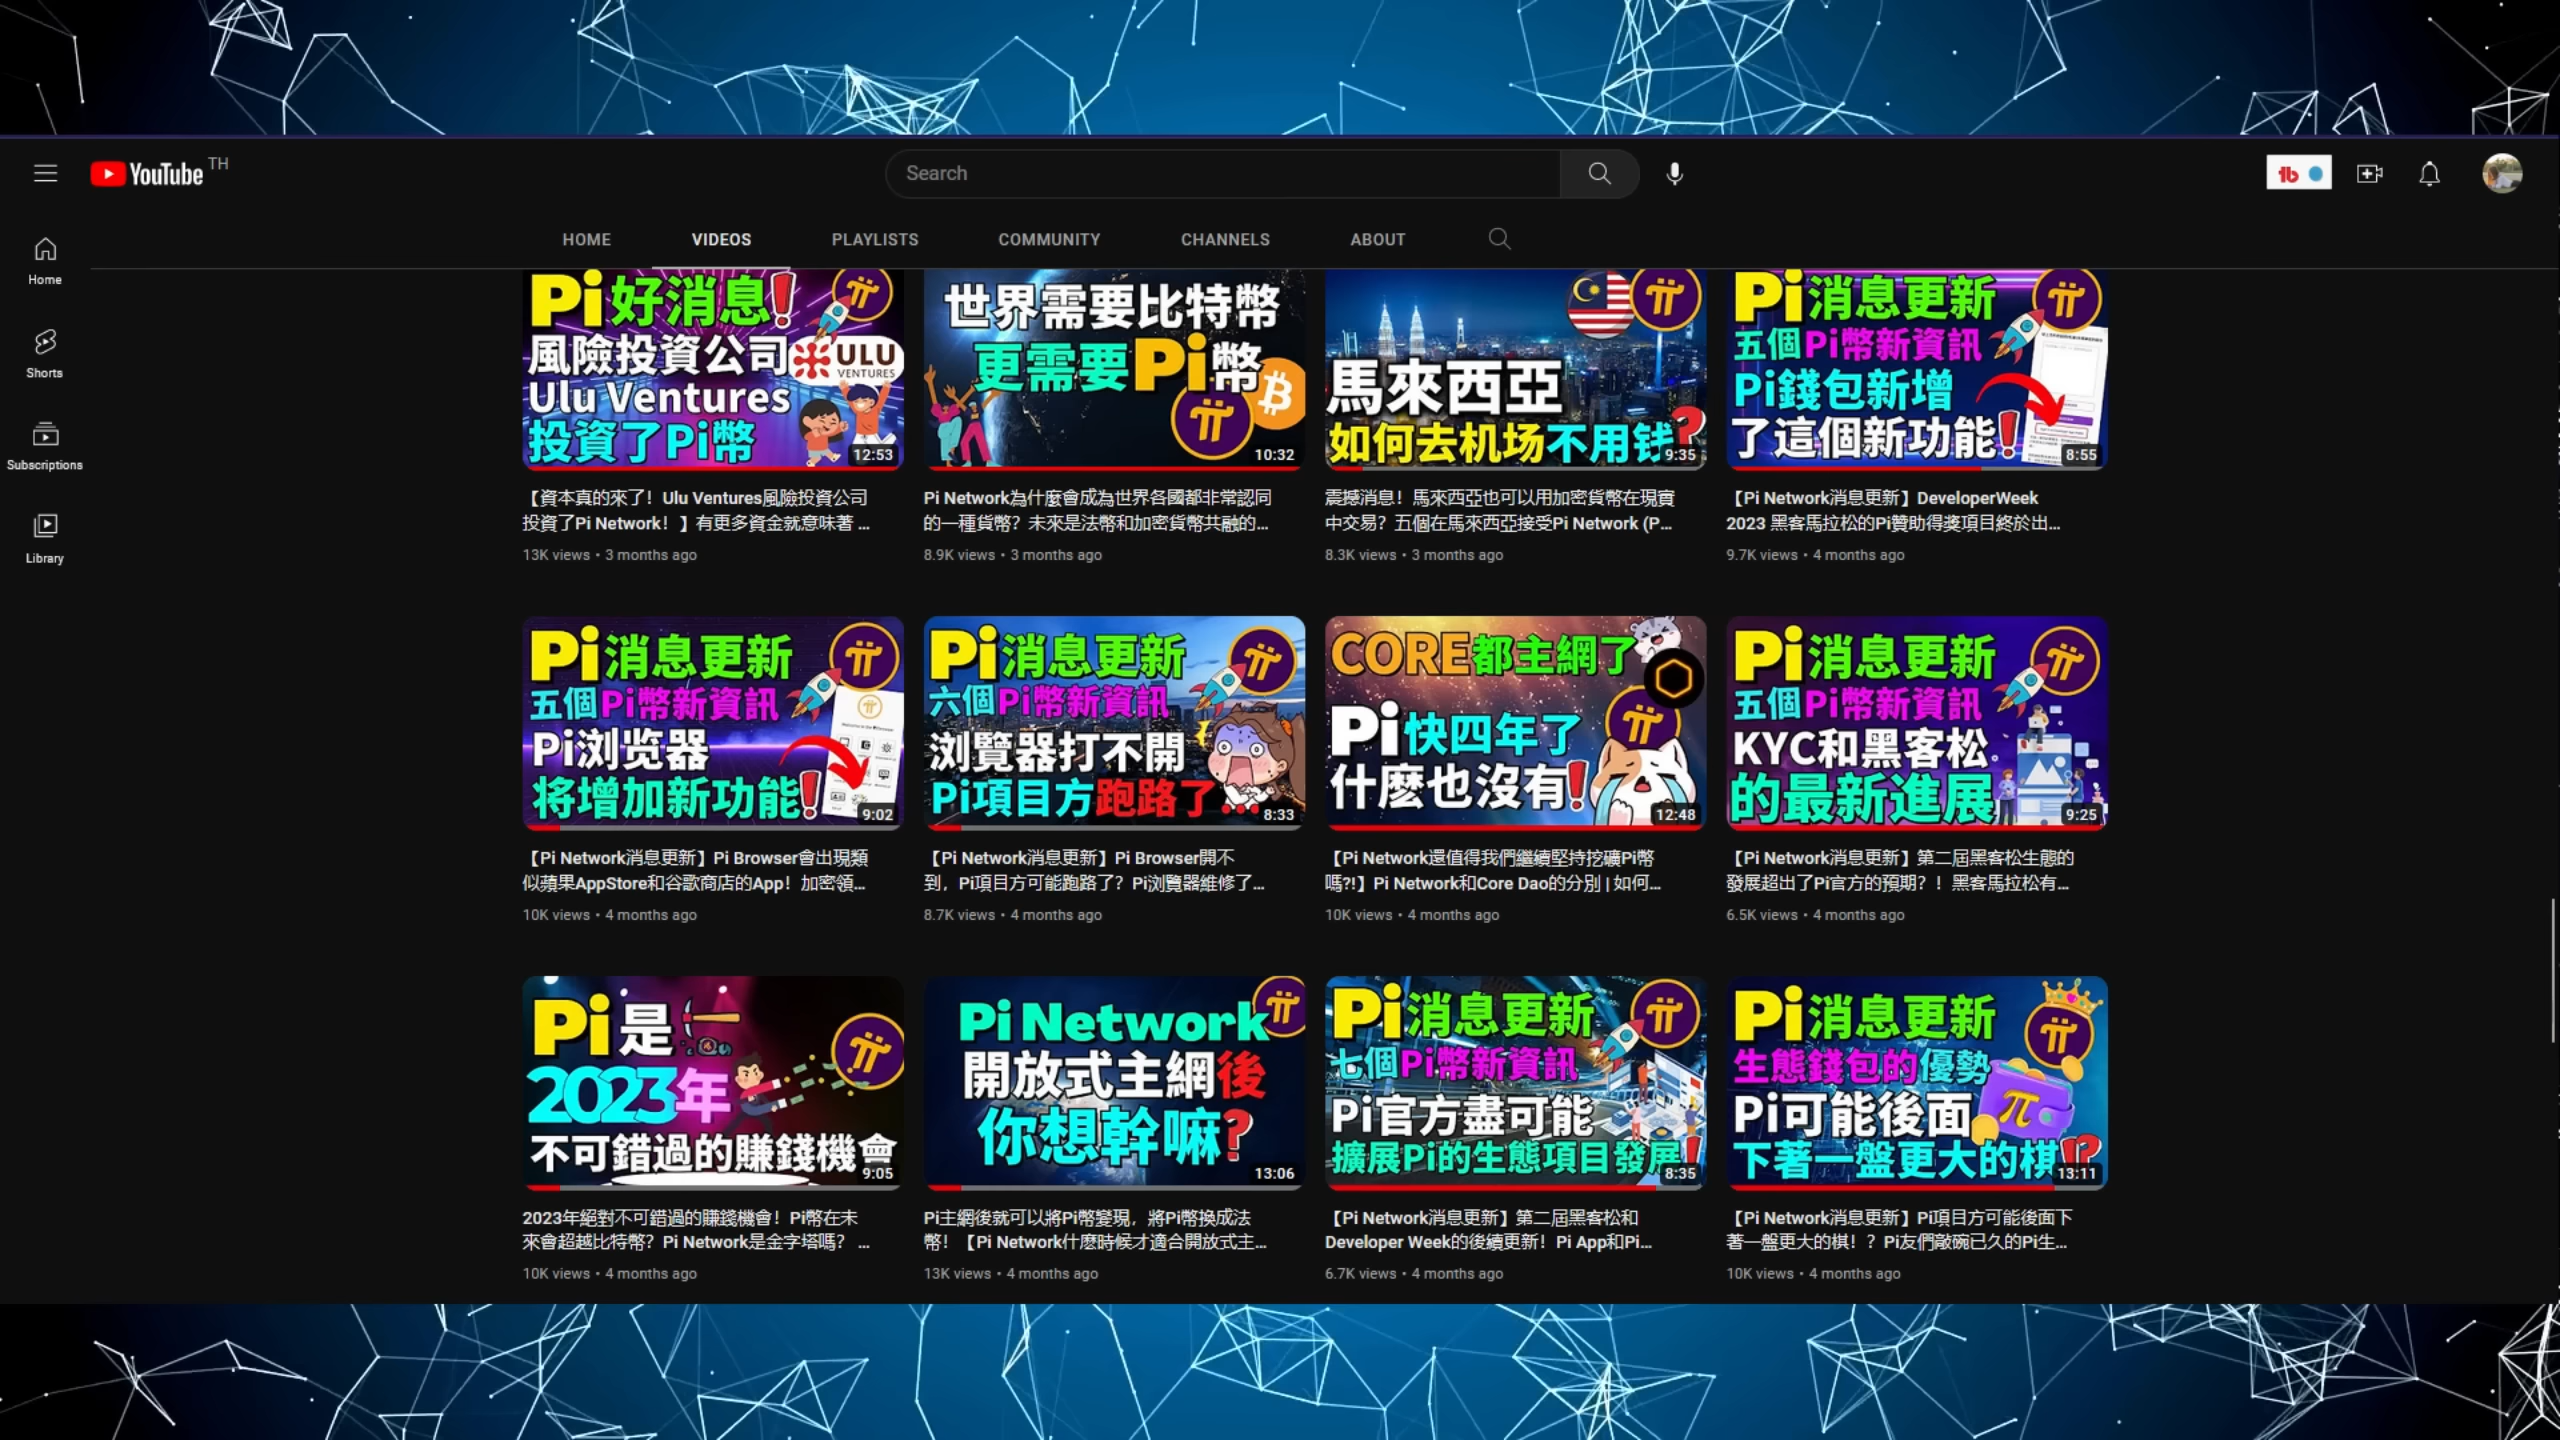 YouTube TH
Search
HOME VIDEOS PLAYLISTS COMMUNITY CHANNELS ABOUT
Home
Shorts
Subscriptions
Library
Pi好消息!
風險投資公司
ULU
VENTURES
Ulu Ventures
投資了Pi幣
12:53
【資本真的來了！Ulu Ventures風險投資公司
投資了Pi Network！】有更多資金就意味著 ...
13K views • 3 months ago
世界需要比特幣
更需要Pi幣
10:32
Pi Network為什麼會成為世界各國都非常認同
的一種貨幣？未來是法幣和加密貨幣共融的...
8.9K views • 3 months ago
馬來西亞
如何去机场不用钱?
9:35
震撼消息！馬來西亞也可以用加密貨幣在現實
中交易？五個在馬來西亞接受Pi Network (P...
8.3K views • 3 months ago
Pi消息更新
五個Pi幣新資訊
Pi錢包新增
了這個新功能!
8:55
【Pi Network消息更新】DeveloperWeek
2023 黑客馬拉松的Pi贊助得獎項目終於出...
9.7K views • 4 months ago
Pi消息更新
五個Pi幣新資訊
Pi浏览器
将增加新功能!
9:02
【Pi Network消息更新】Pi Browser會出現類
似蘋果AppStore和谷歌商店的App！加密領...
10K views • 4 months ago
Pi消息更新
六個Pi幣新資訊
浏覽器打不開
Pi項目方跑路了...
8:33
【Pi Network消息更新】Pi Browser開不
到，Pi項目方可能跑路了？Pi浏覽器維修了...
8.7K views • 4 months ago
CORE都主網了
Pi快四年了
什麼也沒有!
12:48
【Pi Network還值得我們繼續堅持挖礦Pi幣
嗎?!】Pi Network和Core Dao的分別 | 如何...
10K views • 4 months ago
Pi消息更新
五個Pi幣新資訊
KYC和黑客松
的最新進展
9:25
【Pi Network消息更新】第二屆黑客松生態的
發展超出了Pi官方的預期？！黑客馬拉松有...
6.5K views • 4 months ago
Pi是
2023年
不可錯過的賺錢機會
9:05
2023年絕對不可錯過的賺錢機會！Pi幣在未
來會超越比特幣？Pi Network是金字塔嗎？ ...
10K views • 4 months ago
Pi Network
開放式主網後
你想幹嘛?
13:06
Pi主網後就可以將Pi幣變現，將Pi幣換成法
幣！【Pi Network什麼時候才適合開放式主...
13K views • 4 months ago
Pi消息更新
七個Pi幣新資訊
Pi官方盡可能
擴展Pi的生態項目發展!
8:35
【Pi Network消息更新】第二屆黑客松和
Developer Week的後續更新！Pi App和Pi...
6.7K views • 4 months ago
Pi消息更新
生態錢包的優勢
Pi可能後面
下著一盤更大的棋!?
13:11
【Pi Network消息更新】Pi項目方可能後面下
著一盤更大的棋！？Pi友們敲碗已久的Pi生...
10K views • 4 months ago